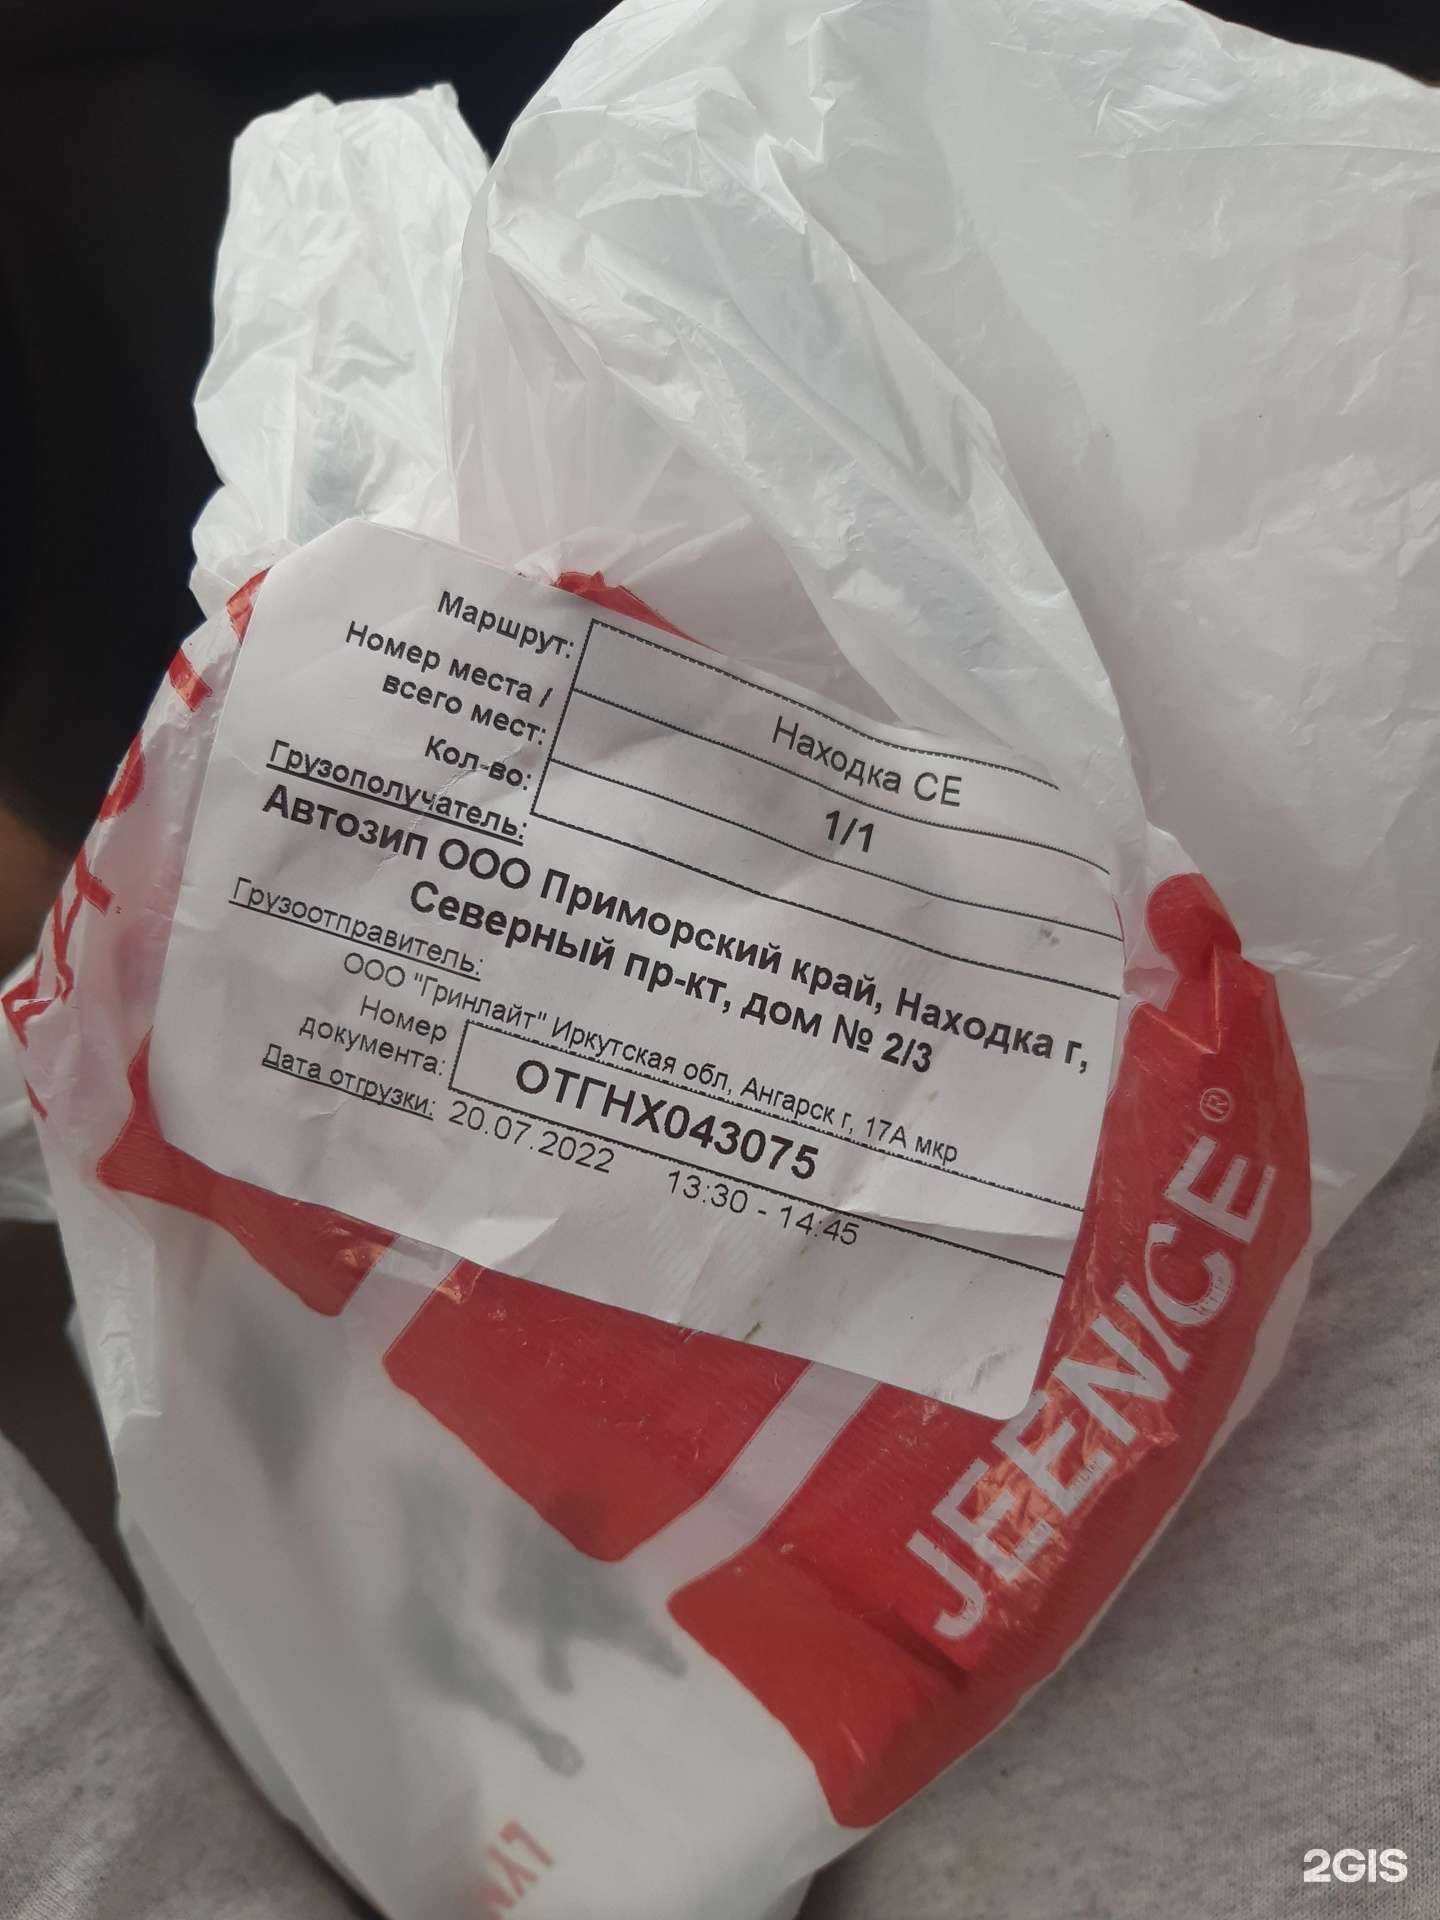 Маршрут: Находка СЕ
Номер места /
всего мест: 1/1
Кол-во:
Грузополучатель:
Автозип ООО Приморский край, Находка г,
Северный пр-кт, дом № 2/3
Грузоотправитель:
ООО "Гринлайт" Иркутская обл, Ангарск г, 17А мкр
Номер
документа: ОТГНХ043075
Дата отгрузки: 20.07.2022 13:30 - 14:45
JEENICE®
2GIS